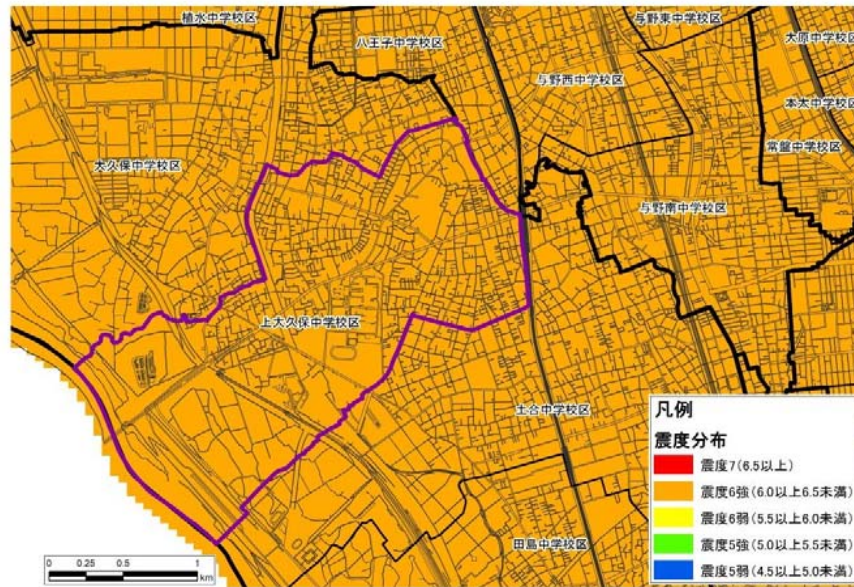 植水中学校区
与野東中学校区
八王子中学校区
大原中学校区
与野西中学校区
本太中学校区
常盤中学校区
大久保中学校区
与野南中学校区
上大久保中学校区
土合中学校区
田島中学校区
凡例
震度分布
震度7(6.5以上)
震度6強(6.0以上6.5未満)
震度6弱(5.5以上6.0未満)
震度5強(5.0以上5.5未満)
震度5弱(4.5以上5.0未満)
0 0.25 0.5 1
km